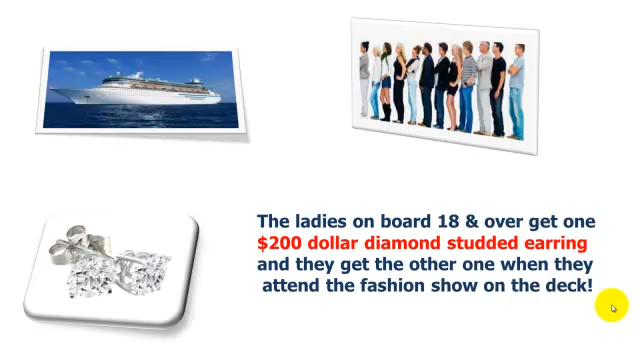 The ladies on board 18 & over get one
$200 dollar diamond studded earring
and they get the other one when they
attend the fashion show on the deck!